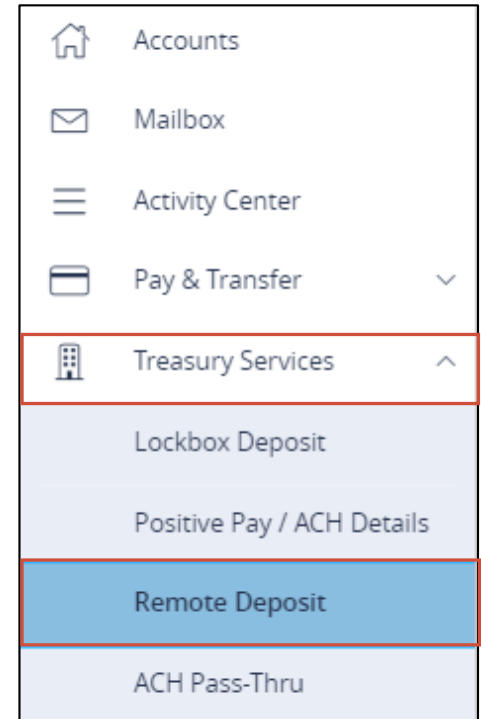 Accounts
Mailbox
Activity Center
Pay & Transfer
Treasury Services
Lockbox Deposit
Positive Pay / ACH Details
Remote Deposit
ACH Pass-Thru